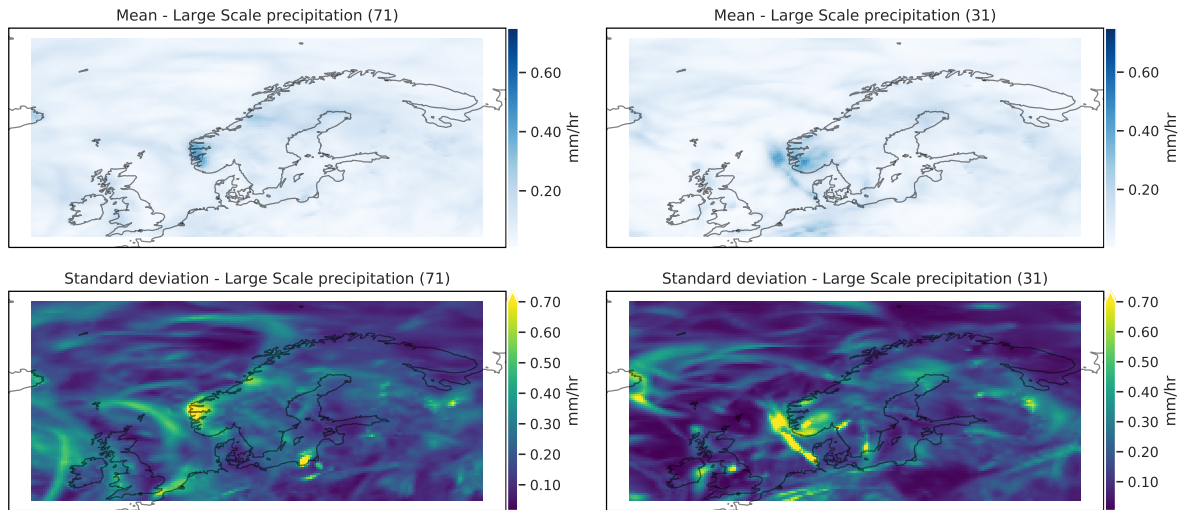 Mean - Large Scale precipitation (71)
0.60
0.40
0.20
mm/hr
Mean - Large Scale precipitation (31)
0.60
0.40
0.20
mm/hr
Standard deviation - Large Scale precipitation (71)
0.70
0.60
0.50
0.40
0.30
0.20
0.10
mm/hr
Standard deviation - Large Scale precipitation (31)
0.70
0.60
0.50
0.40
0.30
0.20
0.10
mm/hr